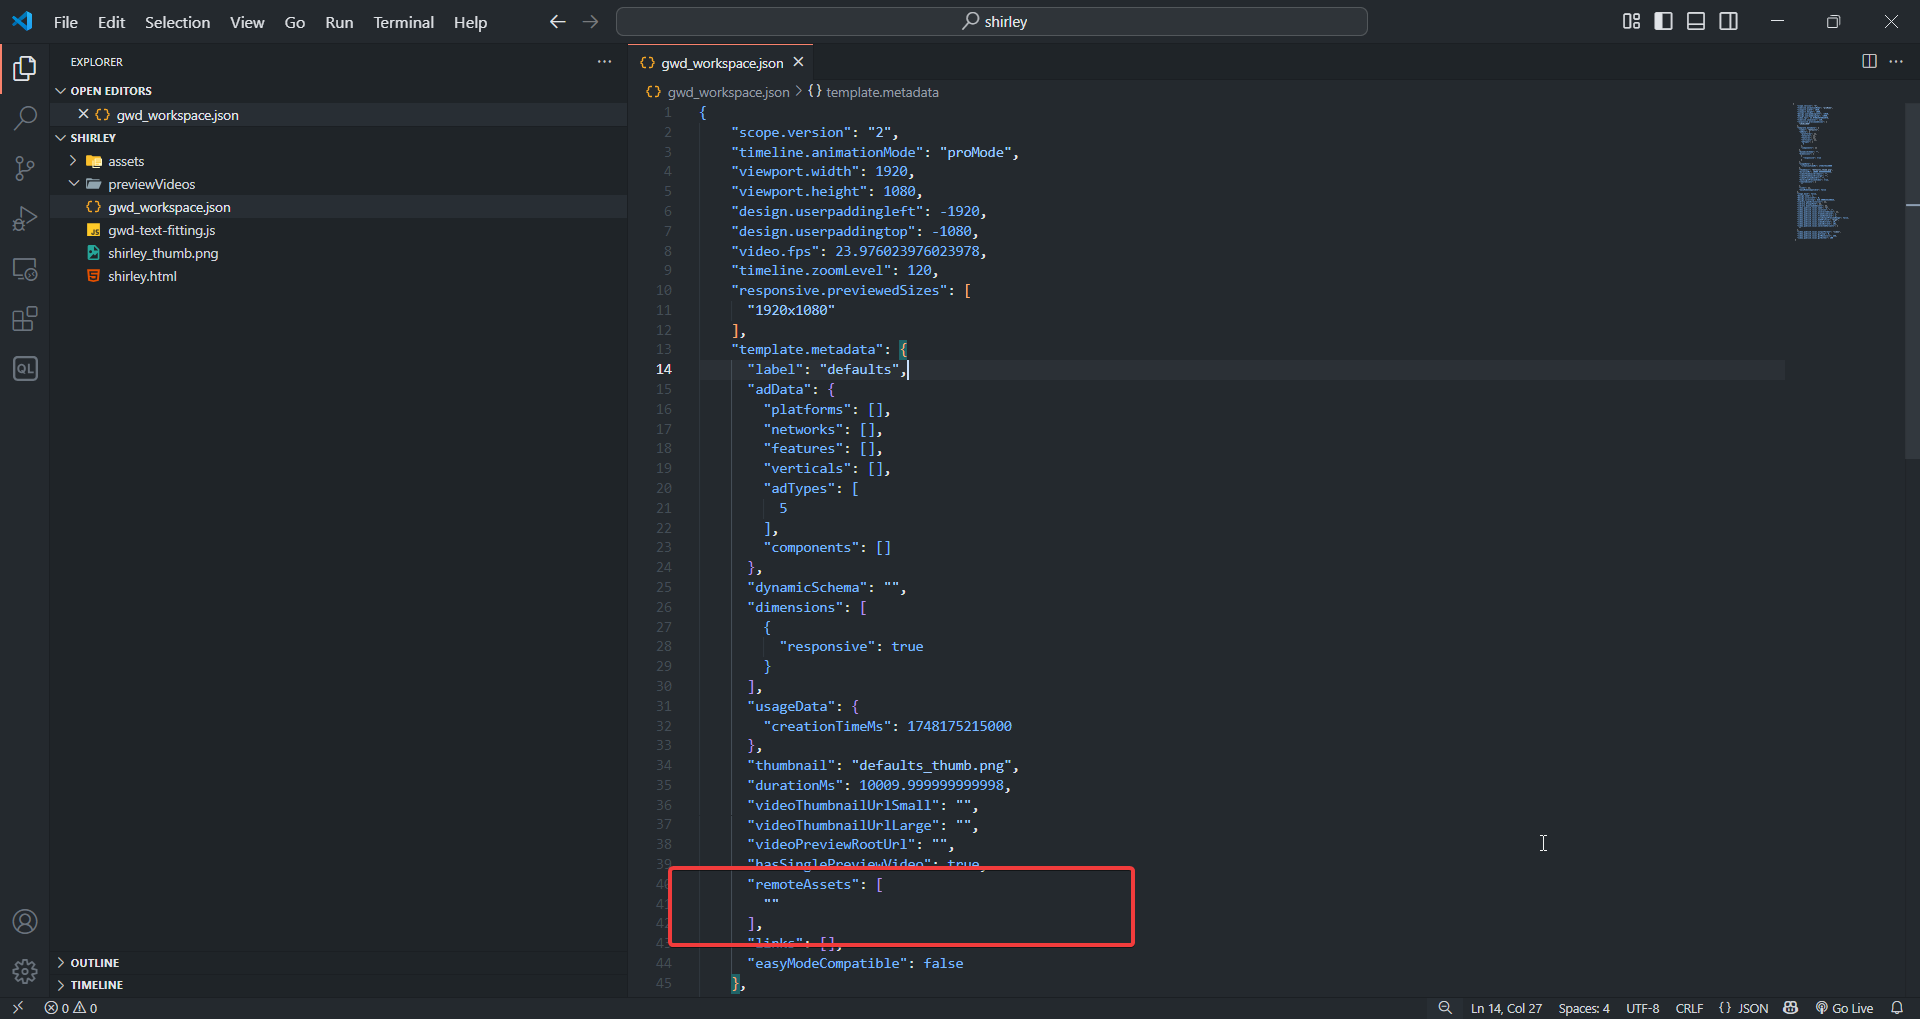 File Edit Selection View Go Run Terminal Help
shirley
EXPLORER
OPEN EDITORS
gwd_workspace.json
SHIRLEY
assets
previewVideos
gwd_workspace.json
gwd-text-fitting.js
shirley_thumb.png
shirley.html
OUTLINE
TIMELINE
QL
gwd_workspace.json
gwd_workspace.json > {} template.metadata
1 {
2 "scope.version": "2",
3 "timeline.animationMode": "proMode",
4 "viewport.width": 1920,
5 "viewport.height": 1080,
6 "design.userpaddingleft": -1920,
7 "design.userpaddingtop": -1080,
8 "video.fps": 23.976023976023978,
9 "timeline.zoomLevel": 120,
10 "responsive.previewedSizes": [
11 "1920x1080"
12 ],
13 "template.metadata": {
14 "label": "defaults",
15 "adData": {
16 "platforms": [],
17 "networks": [],
18 "features": [],
19 "verticals": [],
20 "adTypes": [
21 5
22 ],
23 "components": []
24 },
25 "dynamicSchema": "",
26 "dimensions": [
27 {
28 "responsive": true
29 }
30 ],
31 "usageData": {
32 "creationTimeMs": 1748175215000
33 },
34 "thumbnail": "defaults_thumb.png",
35 "durationMs": 10009.999999999998,
36 "videoThumbnailUrlSmall": "",
37 "videoThumbnailUrlLarge": "",
38 "videoPreviewRootUrl": "",
39 "hasSinglePreviewVideo": true,
40 "remoteAssets": [
41 ""
42 ],
43 "links": [],
44 "easyModeCompatible": false
45 },
0 0
Ln 14, Col 27 Spaces: 4 UTF-8 CRLF {} JSON Go Live